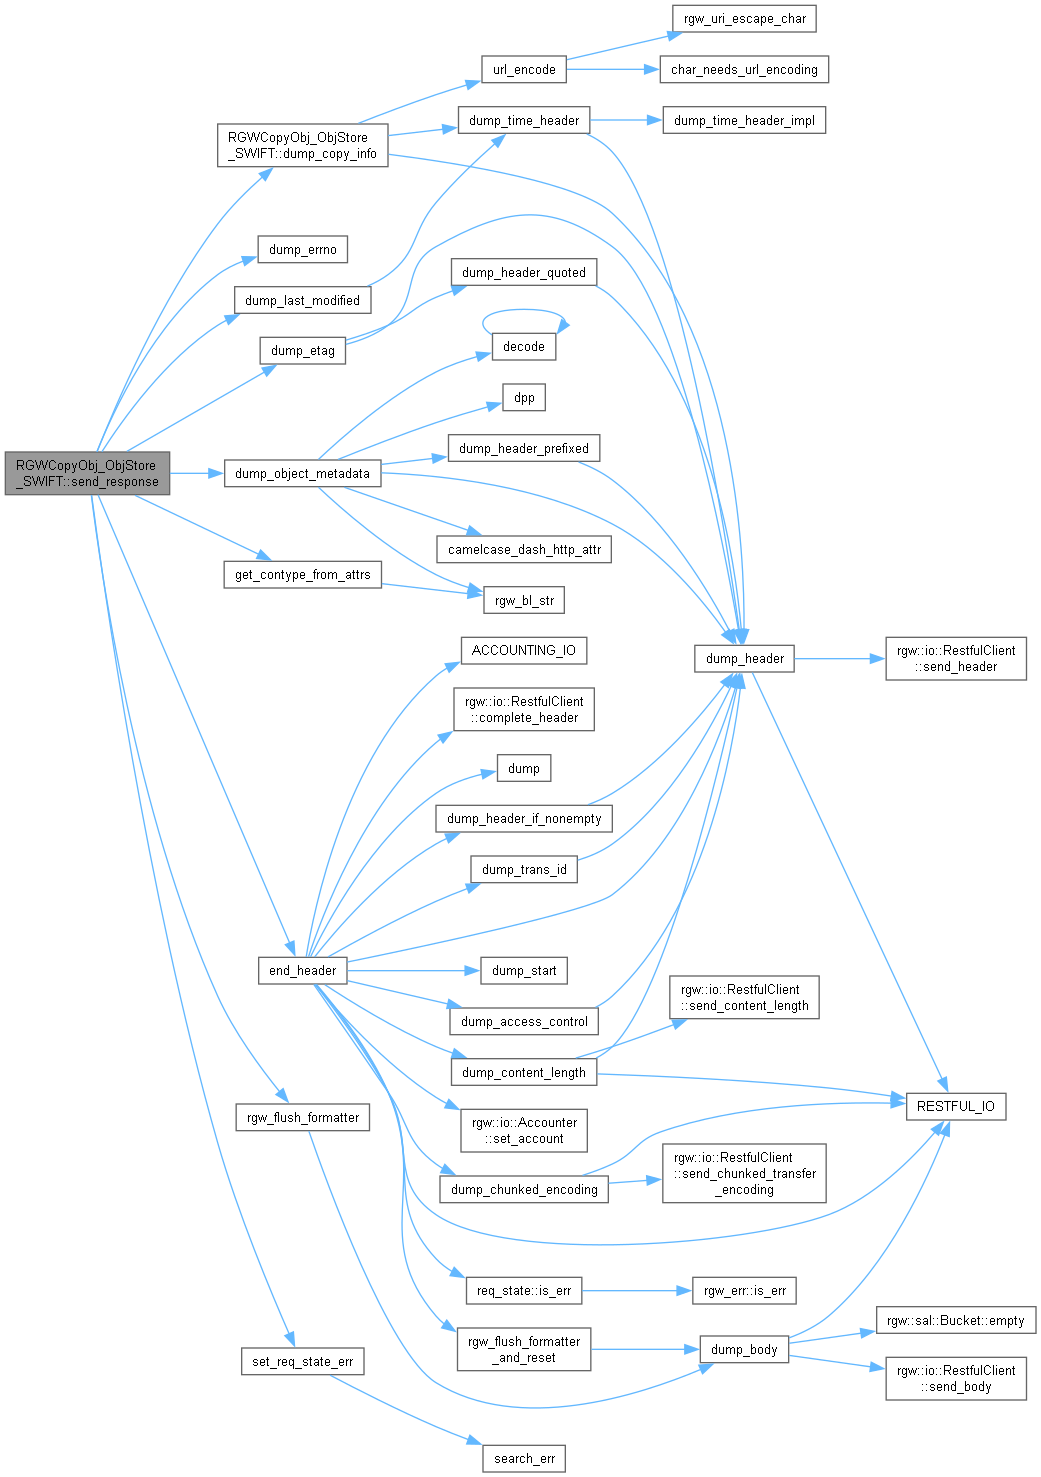 rgw_uri_escape_char
url_encode
char_needs_url_encoding
dump_time_header
dump_time_header_impl
RGWCopyObj_ObjStore
_SWIFT::dump_copy_info
dump_errno
dump_header_quoted
dump_last_modified
dump_etag
decode
dpp
dump_header_prefixed
RGWCopyObj_ObjStore
_SWIFT::send_response
dump_object_metadata
camelcase_dash_http_attr
get_contype_from_attrs
rgw_bl_str
ACCOUNTING_IO
dump_header
rgw::io::RestfulClient
::send_header
rgw::io::RestfulClient
::complete_header
dump
dump_header_if_nonempty
dump_trans_id
end_header
dump_start
rgw::io::RestfulClient
::send_content_length
dump_access_control
dump_content_length
RESTFUL_IO
rgw_flush_formatter
rgw::io::Accounter
::set_account
rgw::io::RestfulClient
::send_chunked_transfer
_encoding
dump_chunked_encoding
req_state::is_err
rgw_err::is_err
rgw::sal::Bucket::empty
rgw_flush_formatter
_and_reset
dump_body
set_req_state_err
rgw::io::RestfulClient
::send_body
search_err